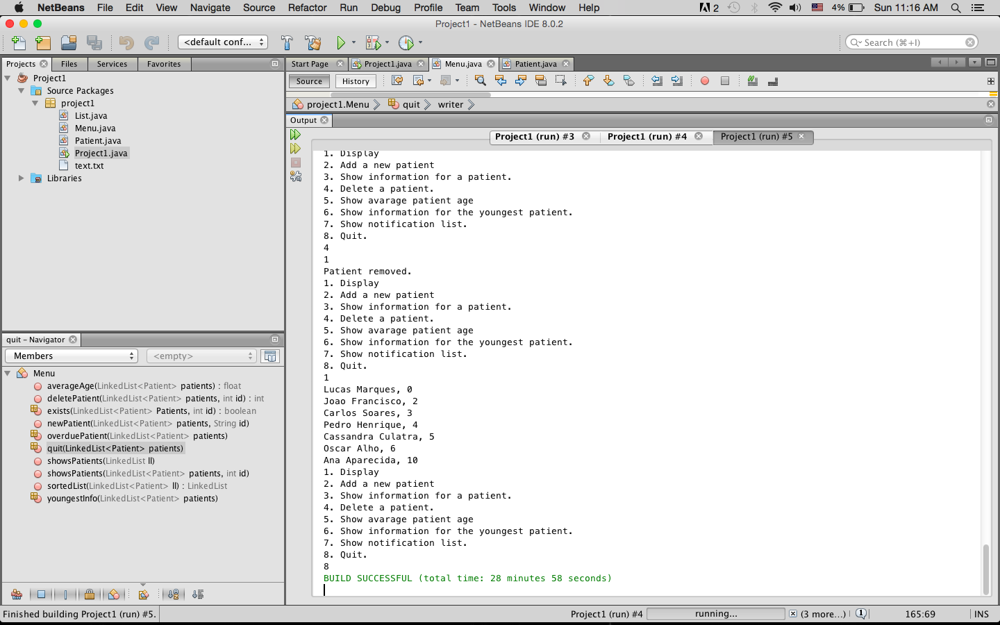 NetBeans File Edit View Navigate Source Refactor Run Debug Profile Team Tools Window Help 2 4% Sun 11:16 AM
Project1 - NetBeans IDE 8.0.2
<default conf... Search (⌘+I)
Projects Files Services Favorites
Start Page Project1.java Menu.java Patient.java
Source History
Project1
Source Packages
project1
List.java
Menu.java
Patient.java
Project1.java
text.txt
Libraries
project1.Menu quit writer
Output
Project1 (run) #3 Project1 (run) #4 Project1 (run) #5
1. Display
2. Add a new patient
3. Show information for a patient.
4. Delete a patient.
5. Show avarage patient age
6. Show information for the youngest patient.
7. Show notification list.
8. Quit.
4
1
Patient removed.
1. Display
2. Add a new patient
3. Show information for a patient.
4. Delete a patient.
5. Show avarage patient age
6. Show information for the youngest patient.
7. Show notification list.
8. Quit.
1
Lucas Marques, 0
Joao Francisco, 2
Carlos Soares, 3
Pedro Henrique, 4
Cassandra Culatra, 5
Oscar Alho, 6
Ana Aparecida, 10
1. Display
2. Add a new patient
3. Show information for a patient.
4. Delete a patient.
5. Show avarage patient age
6. Show information for the youngest patient.
7. Show notification list.
8. Quit.
8
BUILD SUCCESSFUL (total time: 28 minutes 58 seconds)
quit - Navigator
Members <empty>
Menu
averageAge(LinkedList<Patient> patients) : float
deletePatient(LinkedList<Patient> patients, int id) : int
exists(LinkedList<Patient> Patients, int id) : boolean
newPatient(LinkedList<Patient> patients, String id)
overduePatient(LinkedList<Patient> patients)
quit(LinkedList<Patient> patients)
showsPatients(LinkedList ll)
showsPatients(LinkedList<Patient> patients, int id)
sortedList(LinkedList<Patient> ll) : LinkedList
youngestInfo(LinkedList<Patient> patients)
Finished building Project1 (run) #5. Project1 (run) #4 running... (3 more...) 165:69 INS